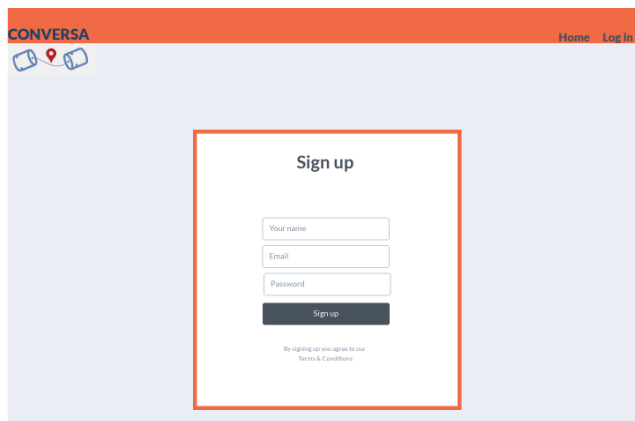 CONVERSA
Home Log in
Sign up
Your name
Email
Password
Sign up
By signing up you agree to our
Terms & Conditions